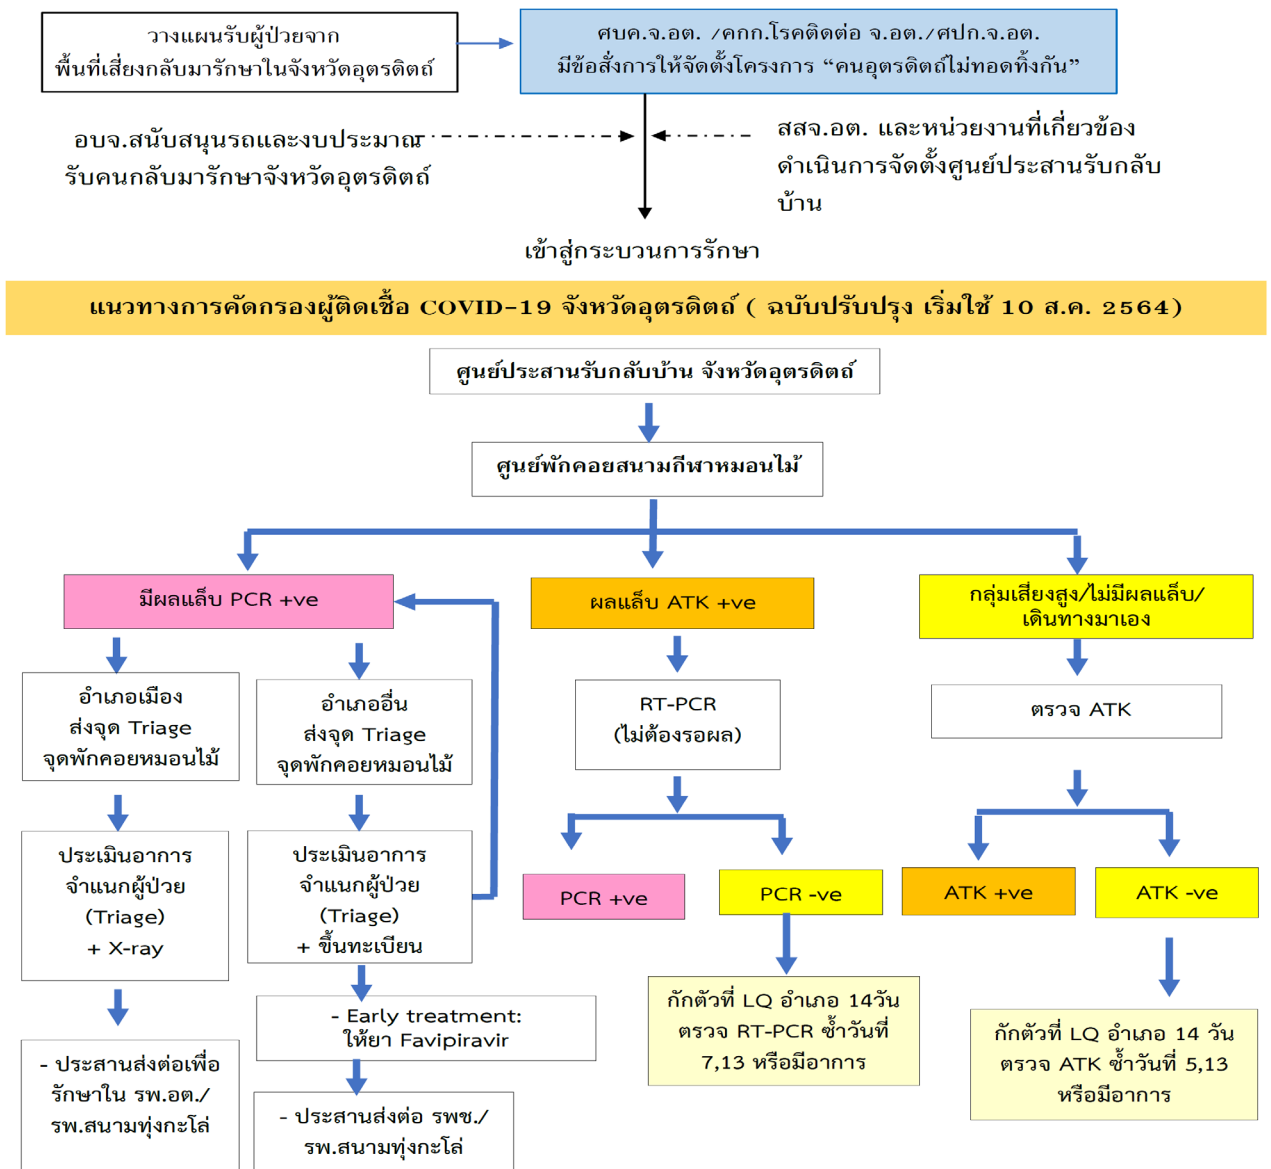 วางแผนรับผู้ป่วยจาก
พื้นที่เสี่ยงกลับมารักษาในจังหวัดอุตรดิตถ์
ศบค.จ.อต. /คกก.โรคติดต่อ จ.อต./ศปก.จ.อต.
มีข้อสั่งการให้จัดตั้งโครงการ “คนอุตรดิตถ์ไม่ทอดทิ้งกัน”
อบจ.สนับสนุนรถและงบประมาณ
รับคนกลับมารักษาจังหวัดอุตรดิตถ์
สสจ.อต. และหน่วยงานที่เกี่ยวข้อง
ดำเนินการจัดตั้งศูนย์ประสานรับกลับ
บ้าน
เข้าสู่กระบวนการรักษา
แนวทางการคัดกรองผู้ติดเชื้อ COVID-19 จังหวัดอุตรดิตถ์ ( ฉบับปรับปรุง เริ่มใช้ 10 ส.ค. 2564)
ศูนย์ประสานรับกลับบ้าน จังหวัดอุตรดิตถ์
ศูนย์พักคอยสนามกีฬาหมอนไม้
มีผลแล็บ PCR +ve
ผลแล็บ ATK +ve
กลุ่มเสี่ยงสูง/ไม่มีผลแล็บ/
เดินทางมาเอง
อำเภอเมือง
ส่งจุด Triage
จุดพักคอยหมอนไม้
อำเภออื่น
ส่งจุด Triage
จุดพักคอยหมอนไม้
RT-PCR
(ไม่ต้องรอผล)
ตรวจ ATK
ประเมินอาการ
จำแนกผู้ป่วย
(Triage)
+ X-ray
ประเมินอาการ
จำแนกผู้ป่วย
(Triage)
+ ขึ้นทะเบียน
PCR +ve
PCR -ve
ATK +ve
ATK -ve
- Early treatment:
ให้ยา Favipiravir
กักตัวที่ LQ อำเภอ 14วัน
ตรวจ RT-PCR ซ้ำวันที่
7,13 หรือมีอาการ
กักตัวที่ LQ อำเภอ 14 วัน
ตรวจ ATK ซ้ำวันที่ 5,13
หรือมีอาการ
- ประสานส่งต่อเพื่อ
รักษาใน รพ.อต./
รพ.สนามทุ่งกะโล่
- ประสานส่งต่อ รพช./
รพ.สนามทุ่งกะโล่